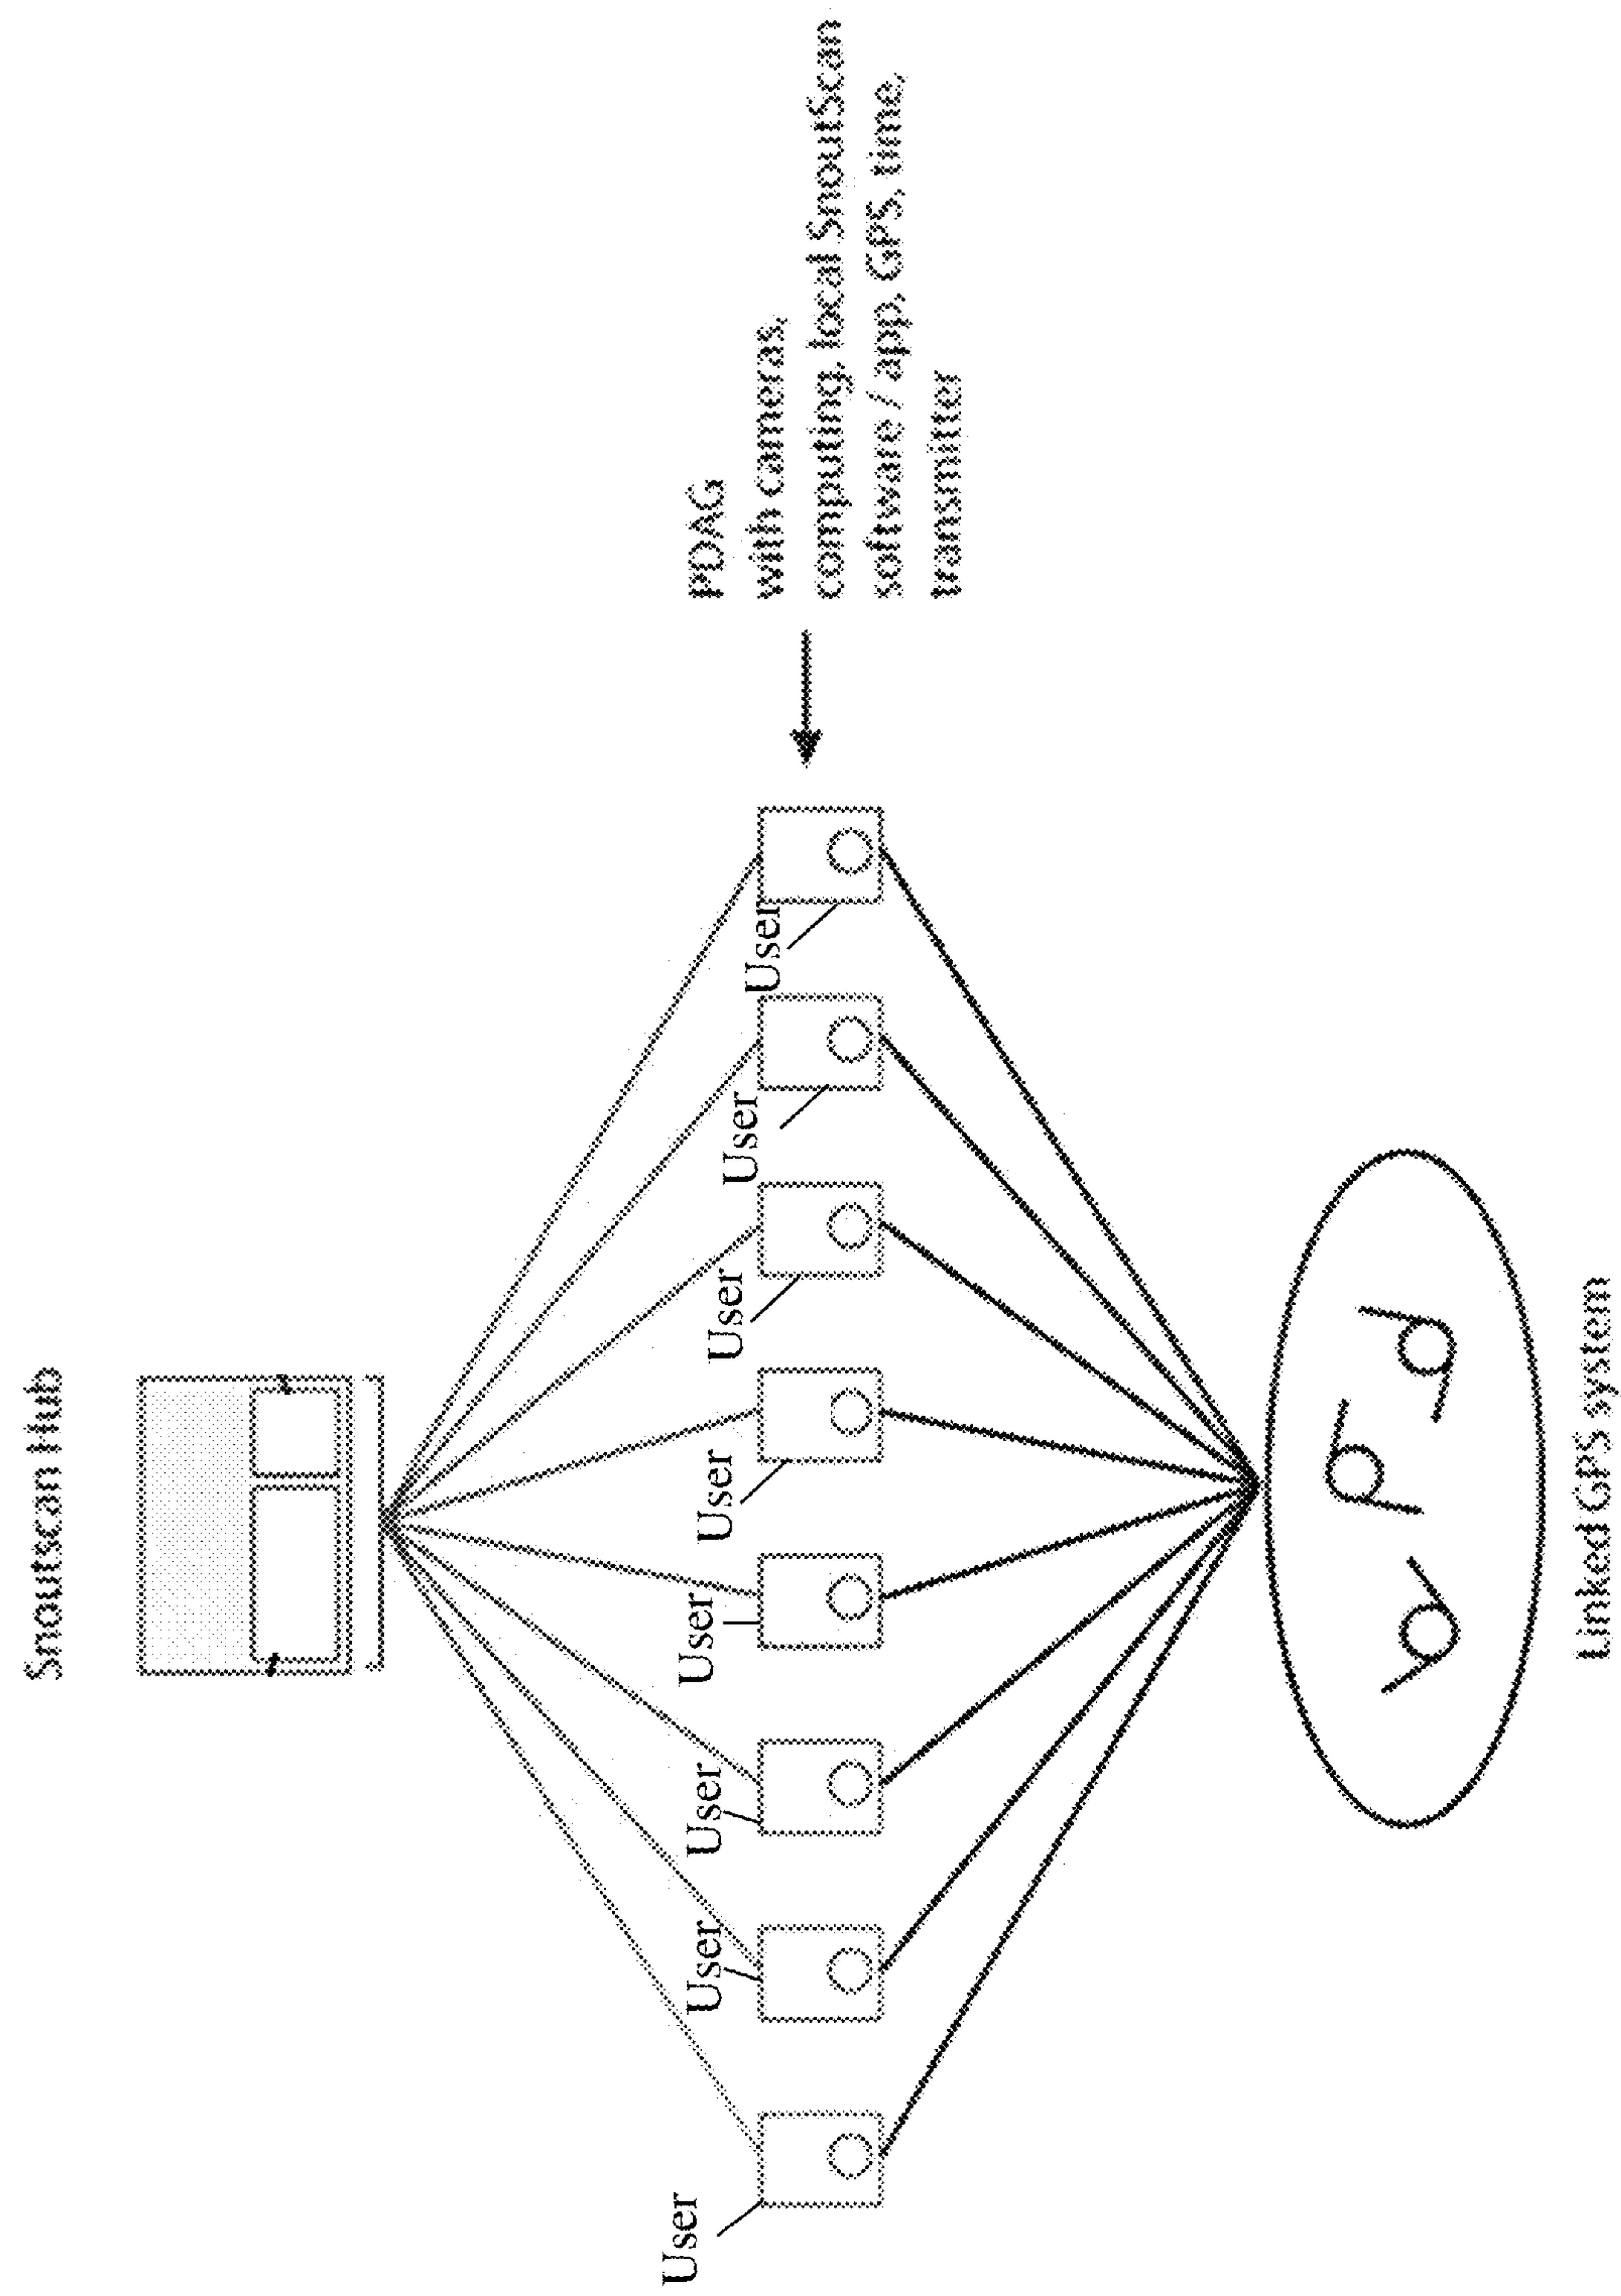 Snoutscan Hub
User
User
User
User
User
User
User
User
PDAG
with cameras,
computing, local SnoutScan
software / app, GPS, time,
transmitter
Linked GPS system